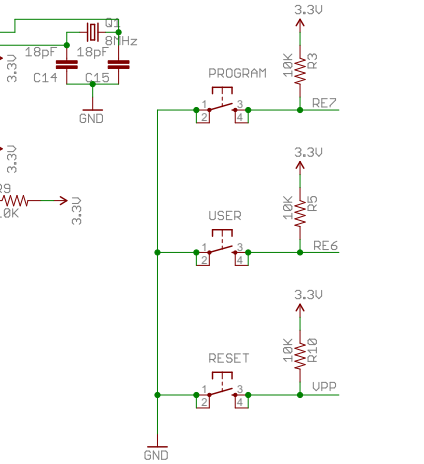 Q1
8MHz
18pF
18pF
C14
C15
GND
3.3V
3.3V
R9
10K
3.3V
3.3V
10K
R3
PROGRAM
1
2
3
4
RE7
3.3V
10K
R5
USER
1
2
3
4
RE6
3.3V
10K
R10
RESET
1
2
3
4
VPP
GND